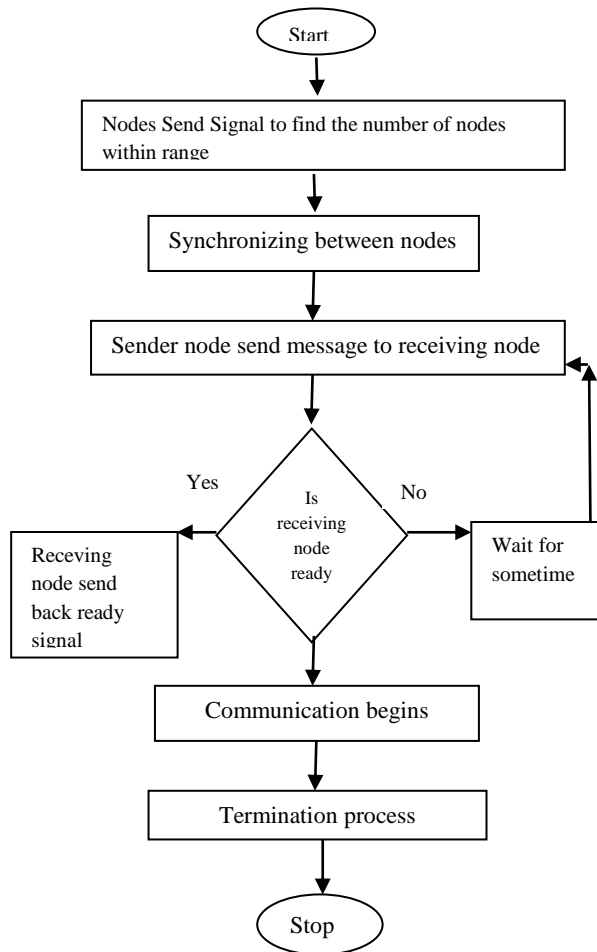 Start
Nodes Send Signal to find the number of nodes
within range
Synchronizing between nodes
Sender node send message to receiving node
Yes
No
Is
receiving
node
ready
Receving
node send
back ready
signal
Wait for
sometime
Communication begins
Termination process
Stop